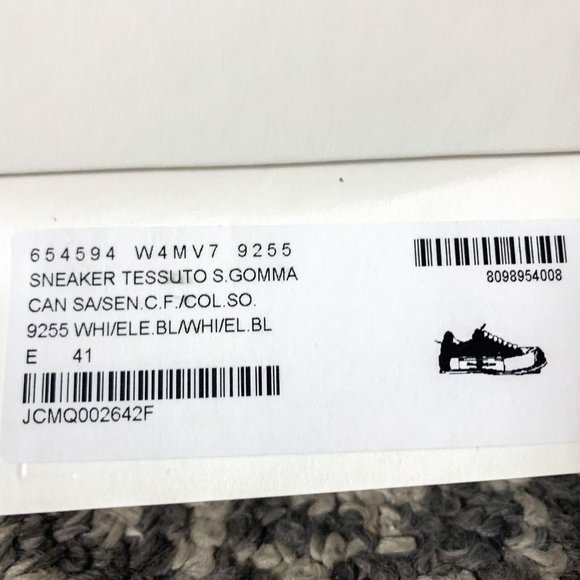 654594 W4MV7 9255
SNEAKER TESSUTO S.GOMMA
CAN SA/SEN.C.F./COL.SO.
9255 WHI/ELE.BL/WHI/EL.BL
E 41
JCMQ002642F
8098954008